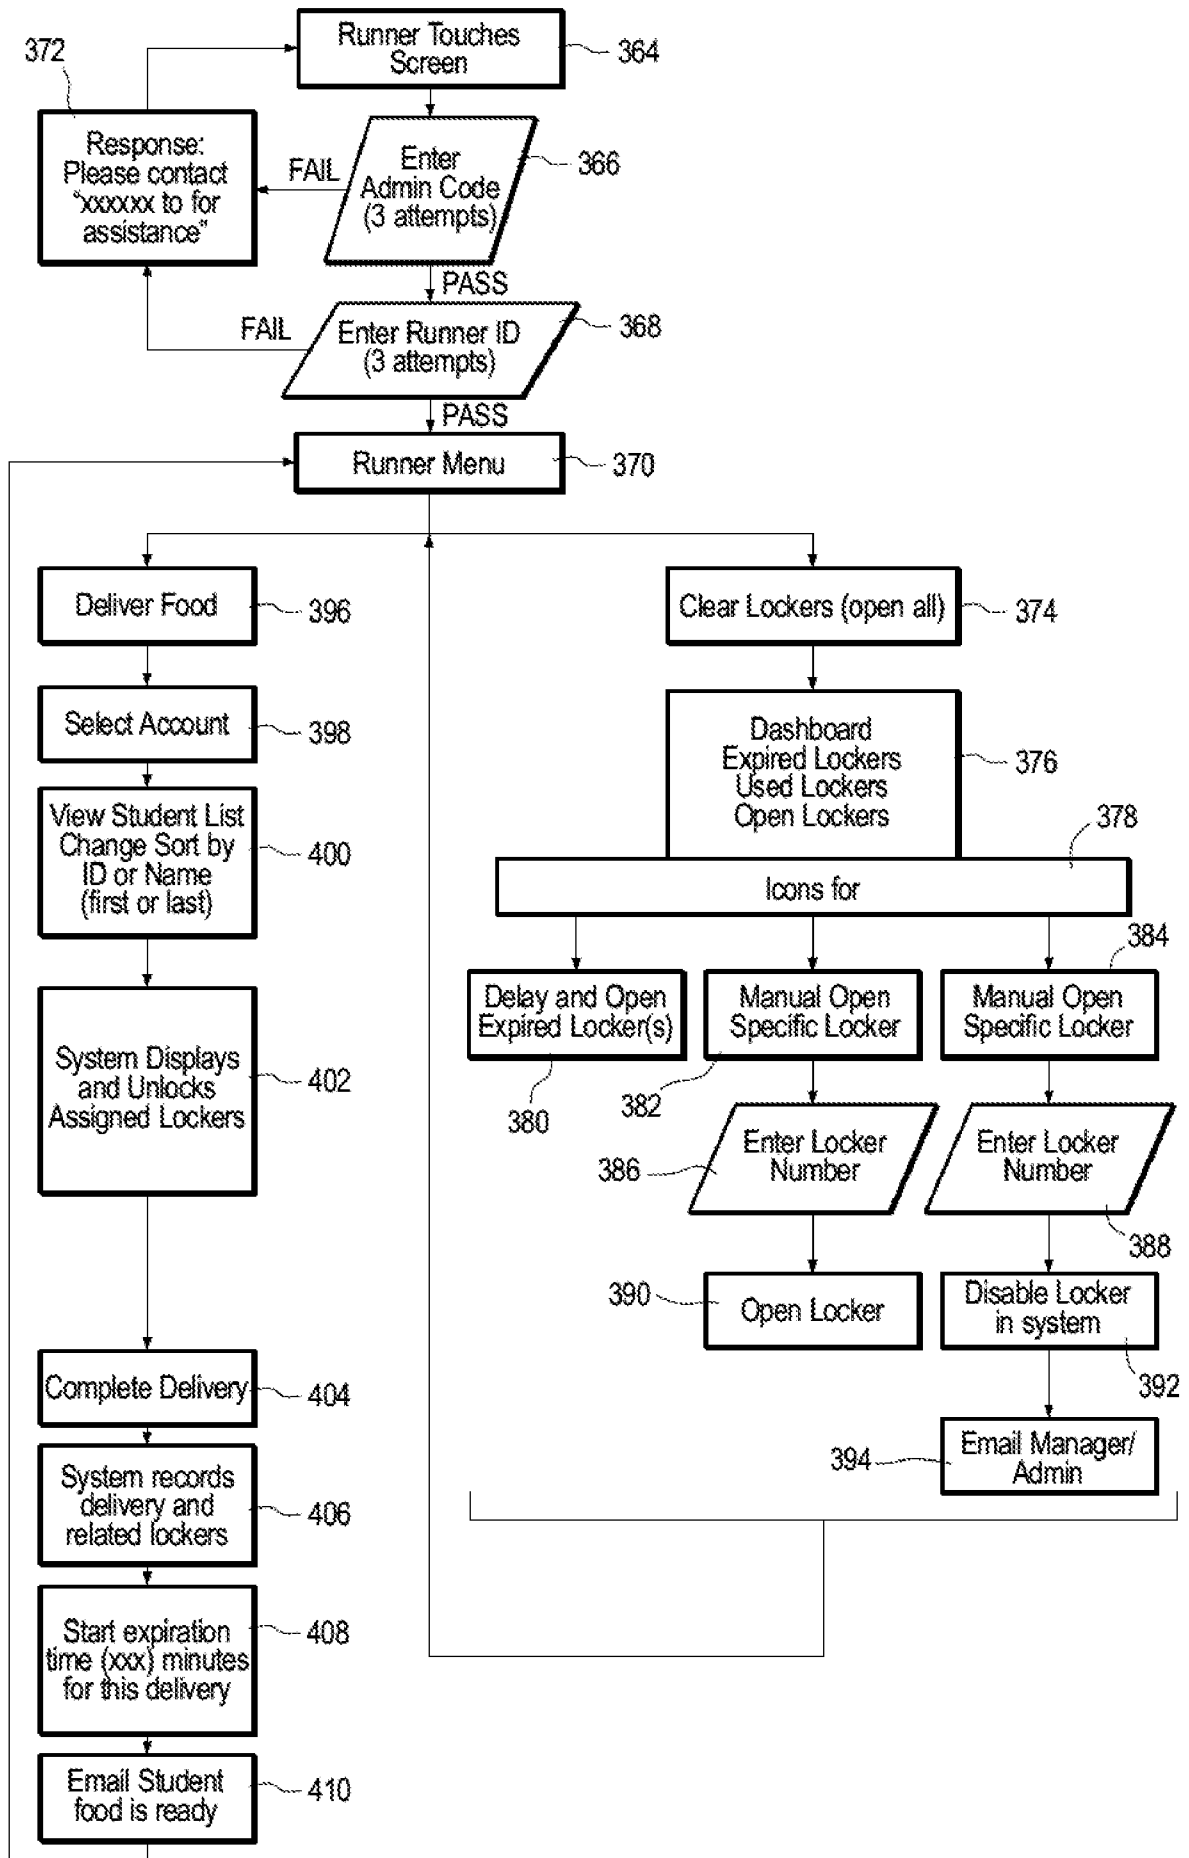 Runner Touches
Screen
364
372
Response:
Please contact
“xxxxxx to for
assistance”
FAIL
Enter
Admin Code
(3 attempts)
366
PASS
FAIL
Enter Runner ID
(3 attempts)
368
PASS
Runner Menu
370
Deliver Food
396
Select Account
398
View Student List
Change Sort by
ID or Name
(first or last)
400
System Displays
and Unlocks
Assigned Lockers
402
Complete Delivery
404
System records
delivery and
related lockers
406
Start expiration
time (xxx) minutes
for this delivery
408
Email Student
food is ready
410
Clear Lockers (open all)
374
Dashboard
Expired Lockers
Used Lockers
Open Lockers
376
378
Icons for
Delay and Open
Expired Locker(s)
380
Manual Open
Specific Locker
382
384
Manual Open
Specific Locker
386
Enter Locker
Number
Enter Locker
Number
388
390
Open Locker
Disable Locker
in system
392
394
Email Manager/
Admin